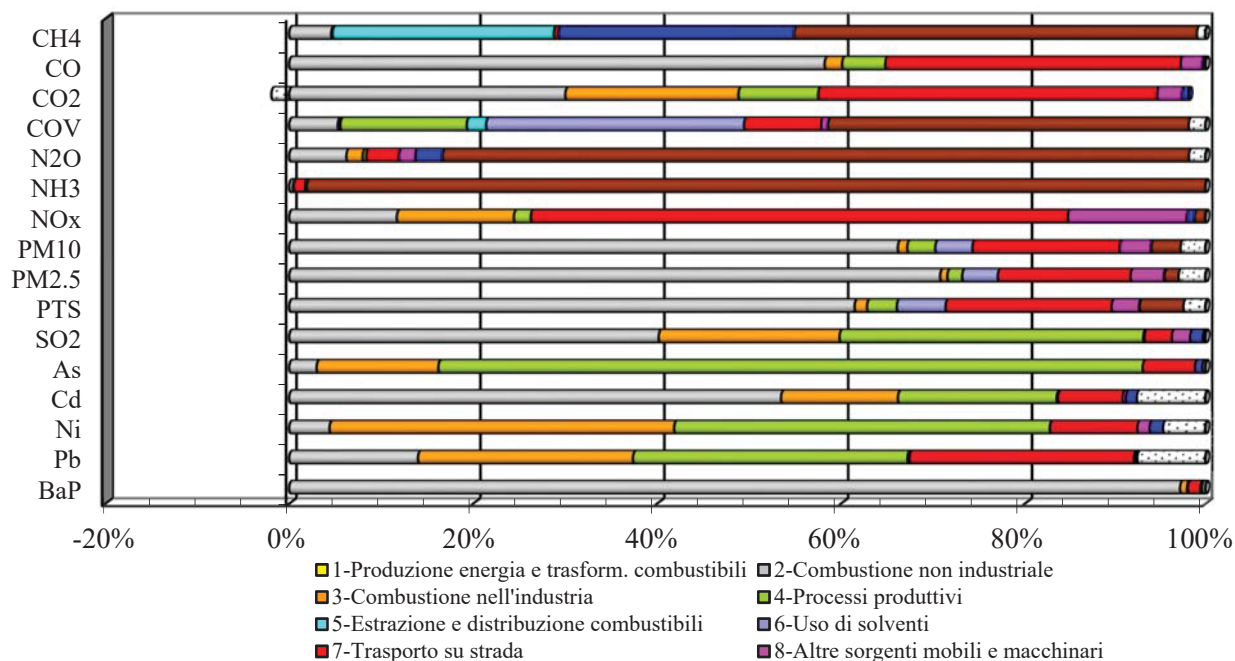 CH4
CO
CO2
COV
N2O
NH3
NOx
PM10
PM2.5
PTS
SO2
As
Cd
Ni
Pb
BaP
-20% 0% 20% 40% 60% 80% 100%
1-Produzione energia e trasform. combustibili 2-Combustione non industriale
3-Combustione nell'industria 4-Processi produttivi
5-Estrazione e distribuzione combustibili 6-Uso di solventi
7-Trasporto su strada 8-Altre sorgenti mobili e macchinari